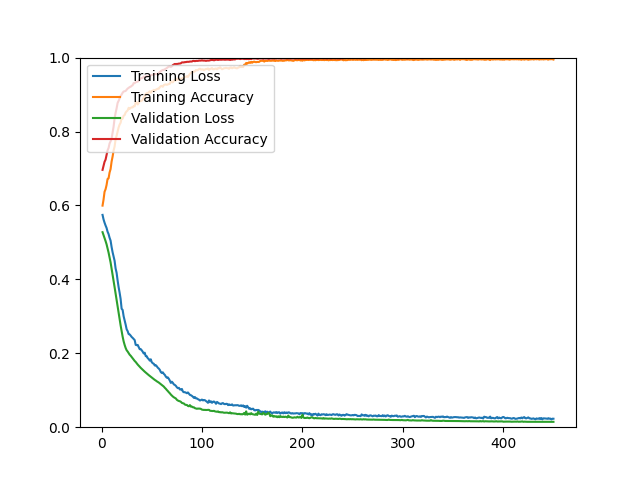 1.0
0.8
0.6
0.4
0.2
0.0
Training Loss
Training Accuracy
Validation Loss
Validation Accuracy
0 100 200 300 400